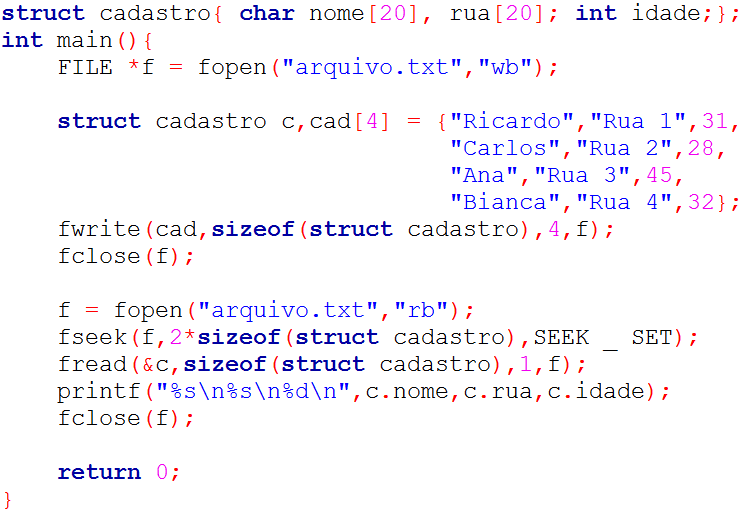 struct cadastro{ char nome[20], rua[20]; int idade;};
int main(){
    FILE *f = fopen("arquivo.txt","wb");

    struct cadastro c,cad[4] = {"Ricardo","Rua 1",31,
                                "Carlos","Rua 2",28,
                                "Ana","Rua 3",45,
                                "Bianca","Rua 4",32};
    fwrite(cad,sizeof(struct cadastro),4,f);
    fclose(f);

    f = fopen("arquivo.txt","rb");
    fseek(f,2*sizeof(struct cadastro),SEEK _ SET);
    fread(&c,sizeof(struct cadastro),1,f);
    printf("%s\n%s\n%d\n",c.nome,c.rua,c.idade);
    fclose(f);

    return 0;
}